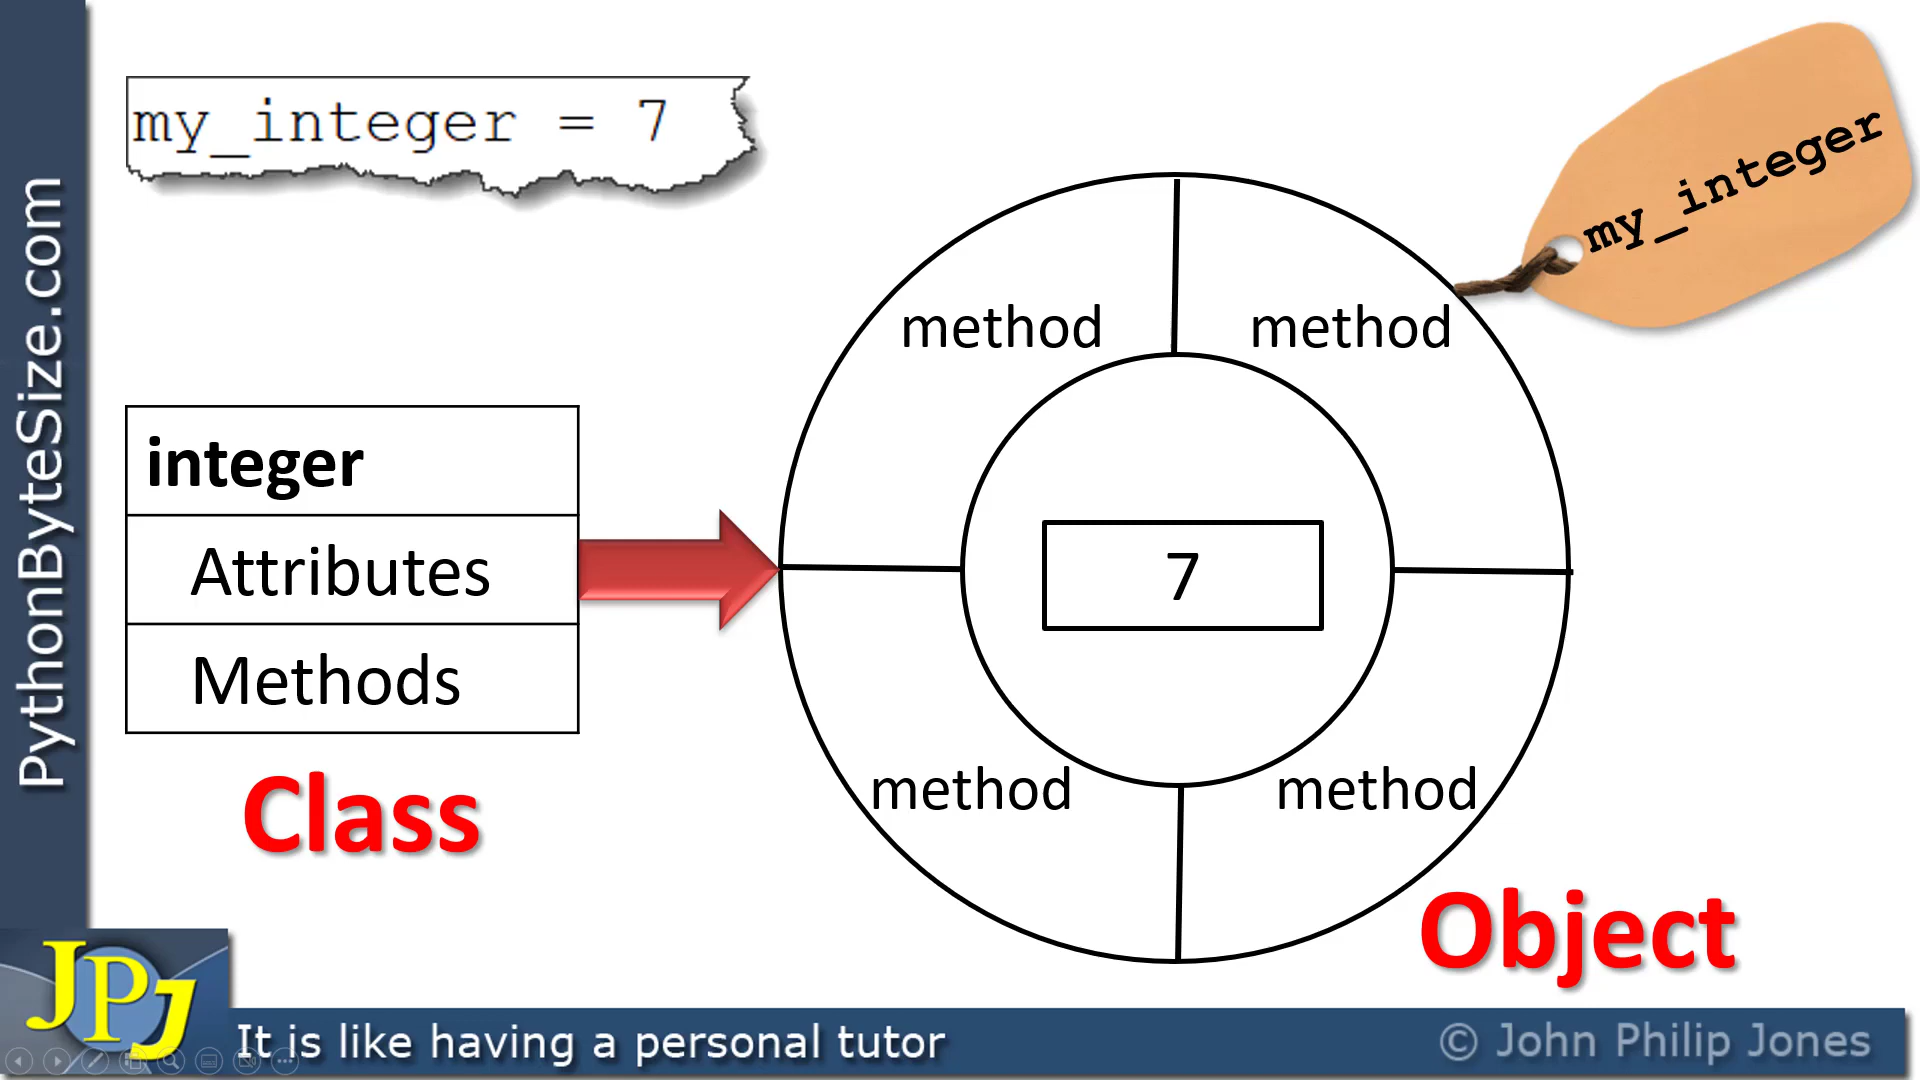 PythonByteSize.com
my_integer = 7
my_integer
integer
Attributes
Methods
Class
method
method
7
method
method
Object
JPJ
It is like having a personal tutor
© John Philip Jones